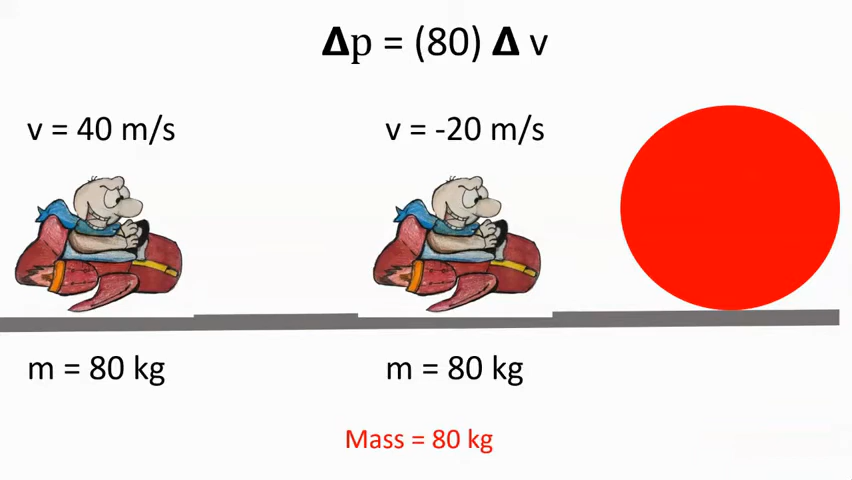 Δp = (80) Δ v
v = 40 m/s
v = -20 m/s
m = 80 kg
m = 80 kg
Mass = 80 kg